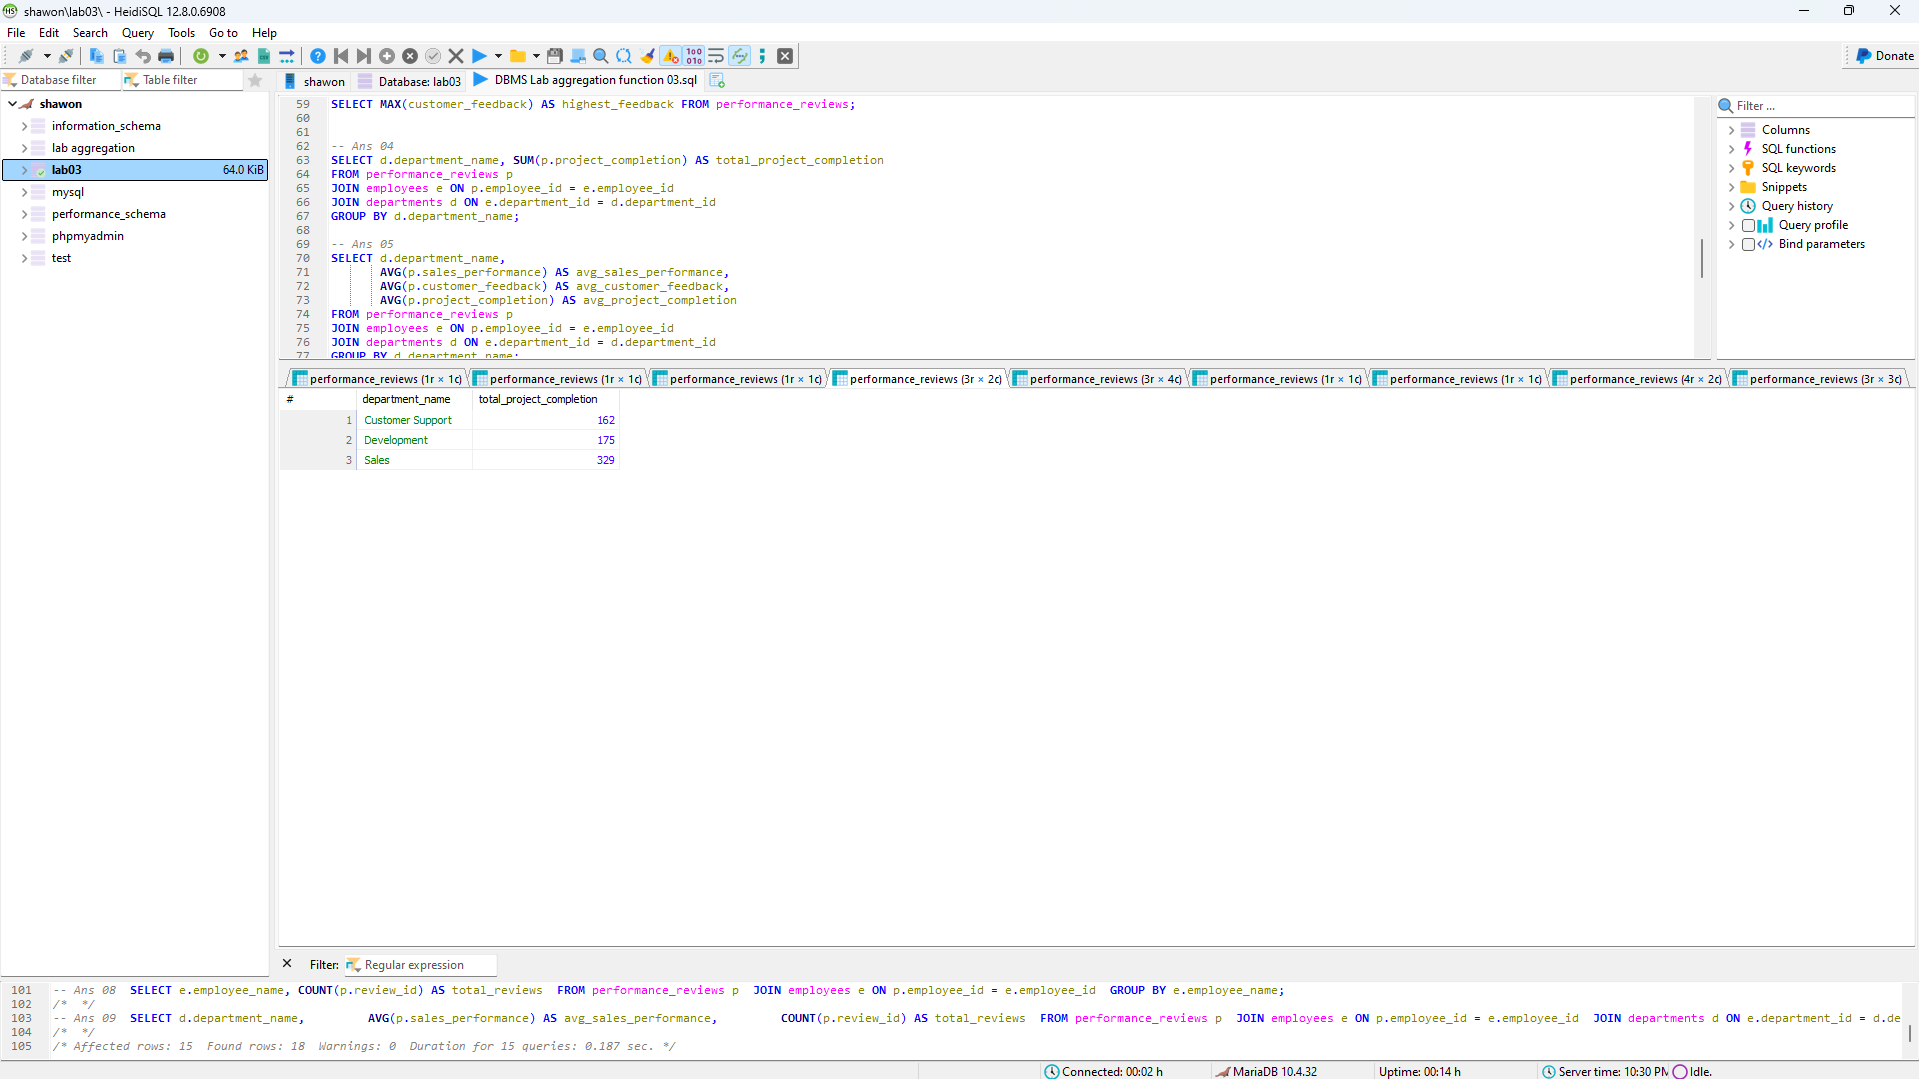 shawon\lab03\ - HeidiSQL 12.8.0.6908
File Edit Search Query Tools Go to Help
Donate
Database filter Table filter
shawon Database: lab03 DBMS Lab aggregation function 03.sql
shawon
information_schema
lab aggregation
lab03 64.0 KiB
mysql
performance_schema
phpmyadmin
test
59 SELECT MAX(customer_feedback) AS highest_feedback FROM performance_reviews;
60
61
62 -- Ans 04
63 SELECT d.department_name, SUM(p.project_completion) AS total_project_completion
64 FROM performance_reviews p
65 JOIN employees e ON p.employee_id = e.employee_id
66 JOIN departments d ON e.department_id = d.department_id
67 GROUP BY d.department_name;
68
69 -- Ans 05
70 SELECT d.department_name,
71 AVG(p.sales_performance) AS avg_sales_performance,
72 AVG(p.customer_feedback) AS avg_customer_feedback,
73 AVG(p.project_completion) AS avg_project_completion
74 FROM performance_reviews p
75 JOIN employees e ON p.employee_id = e.employee_id
76 JOIN departments d ON e.department_id = d.department_id
77 GROUP BY d.department_name;
Filter ...
Columns
SQL functions
SQL keywords
Snippets
Query history
Query profile
Bind parameters
performance_reviews (1r × 1c) performance_reviews (1r × 1c) performance_reviews (1r × 1c) performance_reviews (3r × 2c) performance_reviews (3r × 4c) performance_reviews (1r × 1c) performance_reviews (1r × 1c) performance_reviews (4r × 2c) performance_reviews (3r × 3c)
# department_name total_project_completion
1 Customer Support 162
2 Development 175
3 Sales 329
Filter: Regular expression
101 -- Ans 08 SELECT e.employee_name, COUNT(p.review_id) AS total_reviews FROM performance_reviews p JOIN employees e ON p.employee_id = e.employee_id GROUP BY e.employee_name;
102 /* */
103 -- Ans 09 SELECT d.department_name, AVG(p.sales_performance) AS avg_sales_performance, COUNT(p.review_id) AS total_reviews FROM performance_reviews p JOIN employees e ON p.employee_id = e.employee_id JOIN departments d ON e.department_id = d.de
104 /* */
105 /* Affected rows: 15 Found rows: 18 Warnings: 0 Duration for 15 queries: 0.187 sec. */
Connected: 00:02 h MariaDB 10.4.32 Uptime: 00:14 h Server time: 10:30 PM Idle.